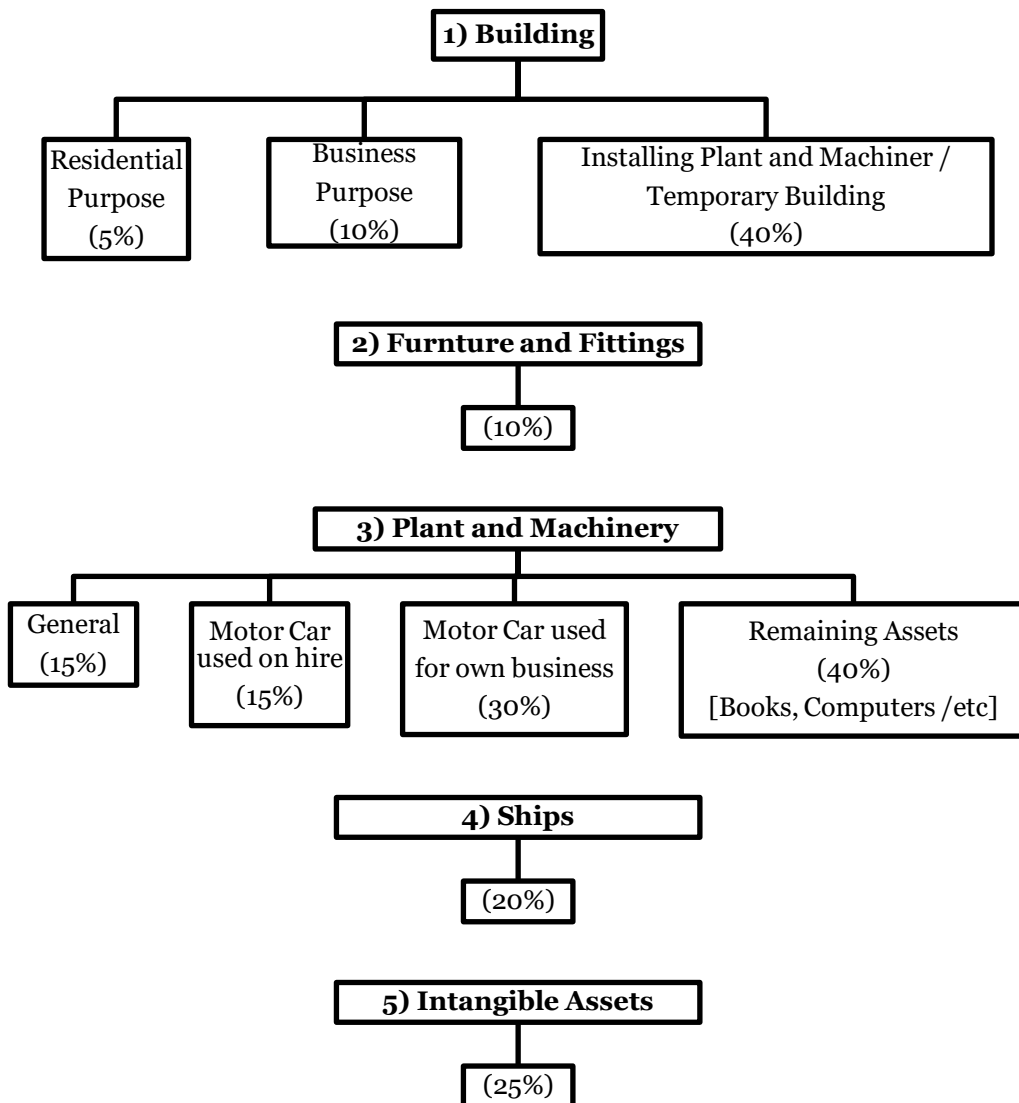 1) Building
Residential
Purpose
(5%)
Business
Purpose
(10%)
Installing Plant and Machiner /
Temporary Building
(40%)
2) Furnture and Fittings
(10%)
3) Plant and Machinery
General
(15%)
Motor Car
used on hire
(15%)
Motor Car used
for own business
(30%)
Remaining Assets
(40%)
[Books, Computers /etc]
4) Ships
(20%)
5) Intangible Assets
(25%)